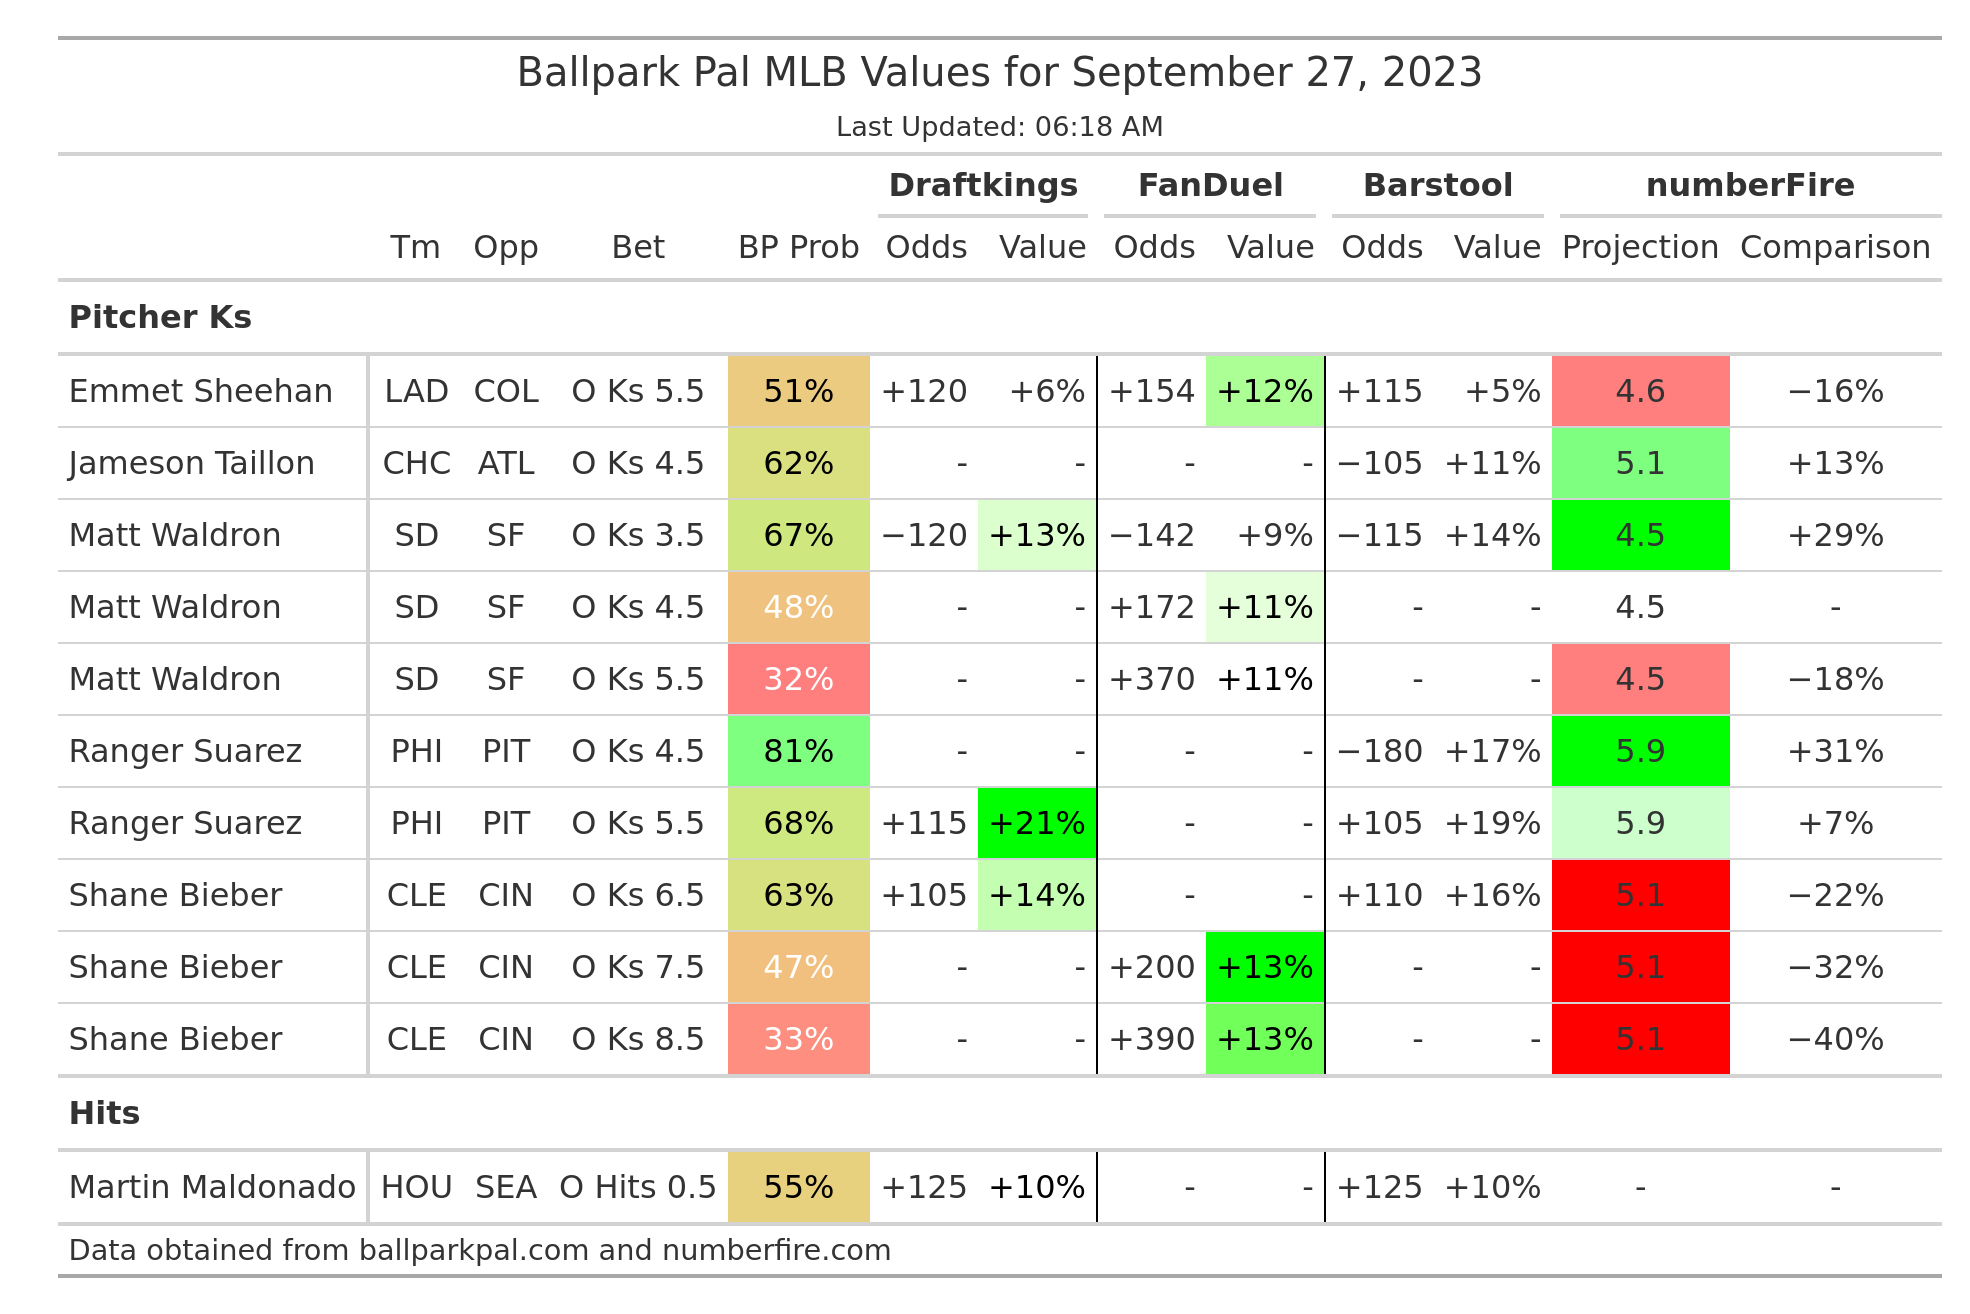 Ballpark Pal MLB Values for September 27, 2023
Last Updated: 06:18 AM
Draftkings FanDuel Barstool numberFire
Tm Opp Bet BP Prob Odds Value Odds Value Odds Value Projection Comparison
Pitcher Ks
Emmet Sheehan LAD COL O Ks 5.5 51% +120 +6% +154 +12% +115 +5% 4.6 −16%
Jameson Taillon CHC ATL O Ks 4.5 62% - - - - −105 +11% 5.1 +13%
Matt Waldron SD SF O Ks 3.5 67% −120 +13% −142 +9% −115 +14% 4.5 +29%
Matt Waldron SD SF O Ks 4.5 48% - - +172 +11% - - 4.5 -
Matt Waldron SD SF O Ks 5.5 32% - - +370 +11% - - 4.5 −18%
Ranger Suarez PHI PIT O Ks 4.5 81% - - - - −180 +17% 5.9 +31%
Ranger Suarez PHI PIT O Ks 5.5 68% +115 +21% - - +105 +19% 5.9 +7%
Shane Bieber CLE CIN O Ks 6.5 63% +105 +14% - - +110 +16% 5.1 −22%
Shane Bieber CLE CIN O Ks 7.5 47% - - +200 +13% - - 5.1 −32%
Shane Bieber CLE CIN O Ks 8.5 33% - - +390 +13% - - 5.1 −40%
Hits
Martin Maldonado HOU SEA O Hits 0.5 55% +125 +10% - - +125 +10% - -
Data obtained from ballparkpal.com and numberfire.com